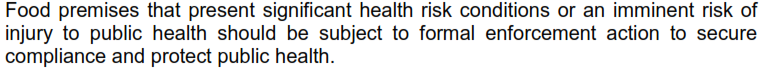 Food premises that present significant health risk conditions or an imminent risk of
injury to public health should be subject to formal enforcement action to secure
compliance and protect public health.